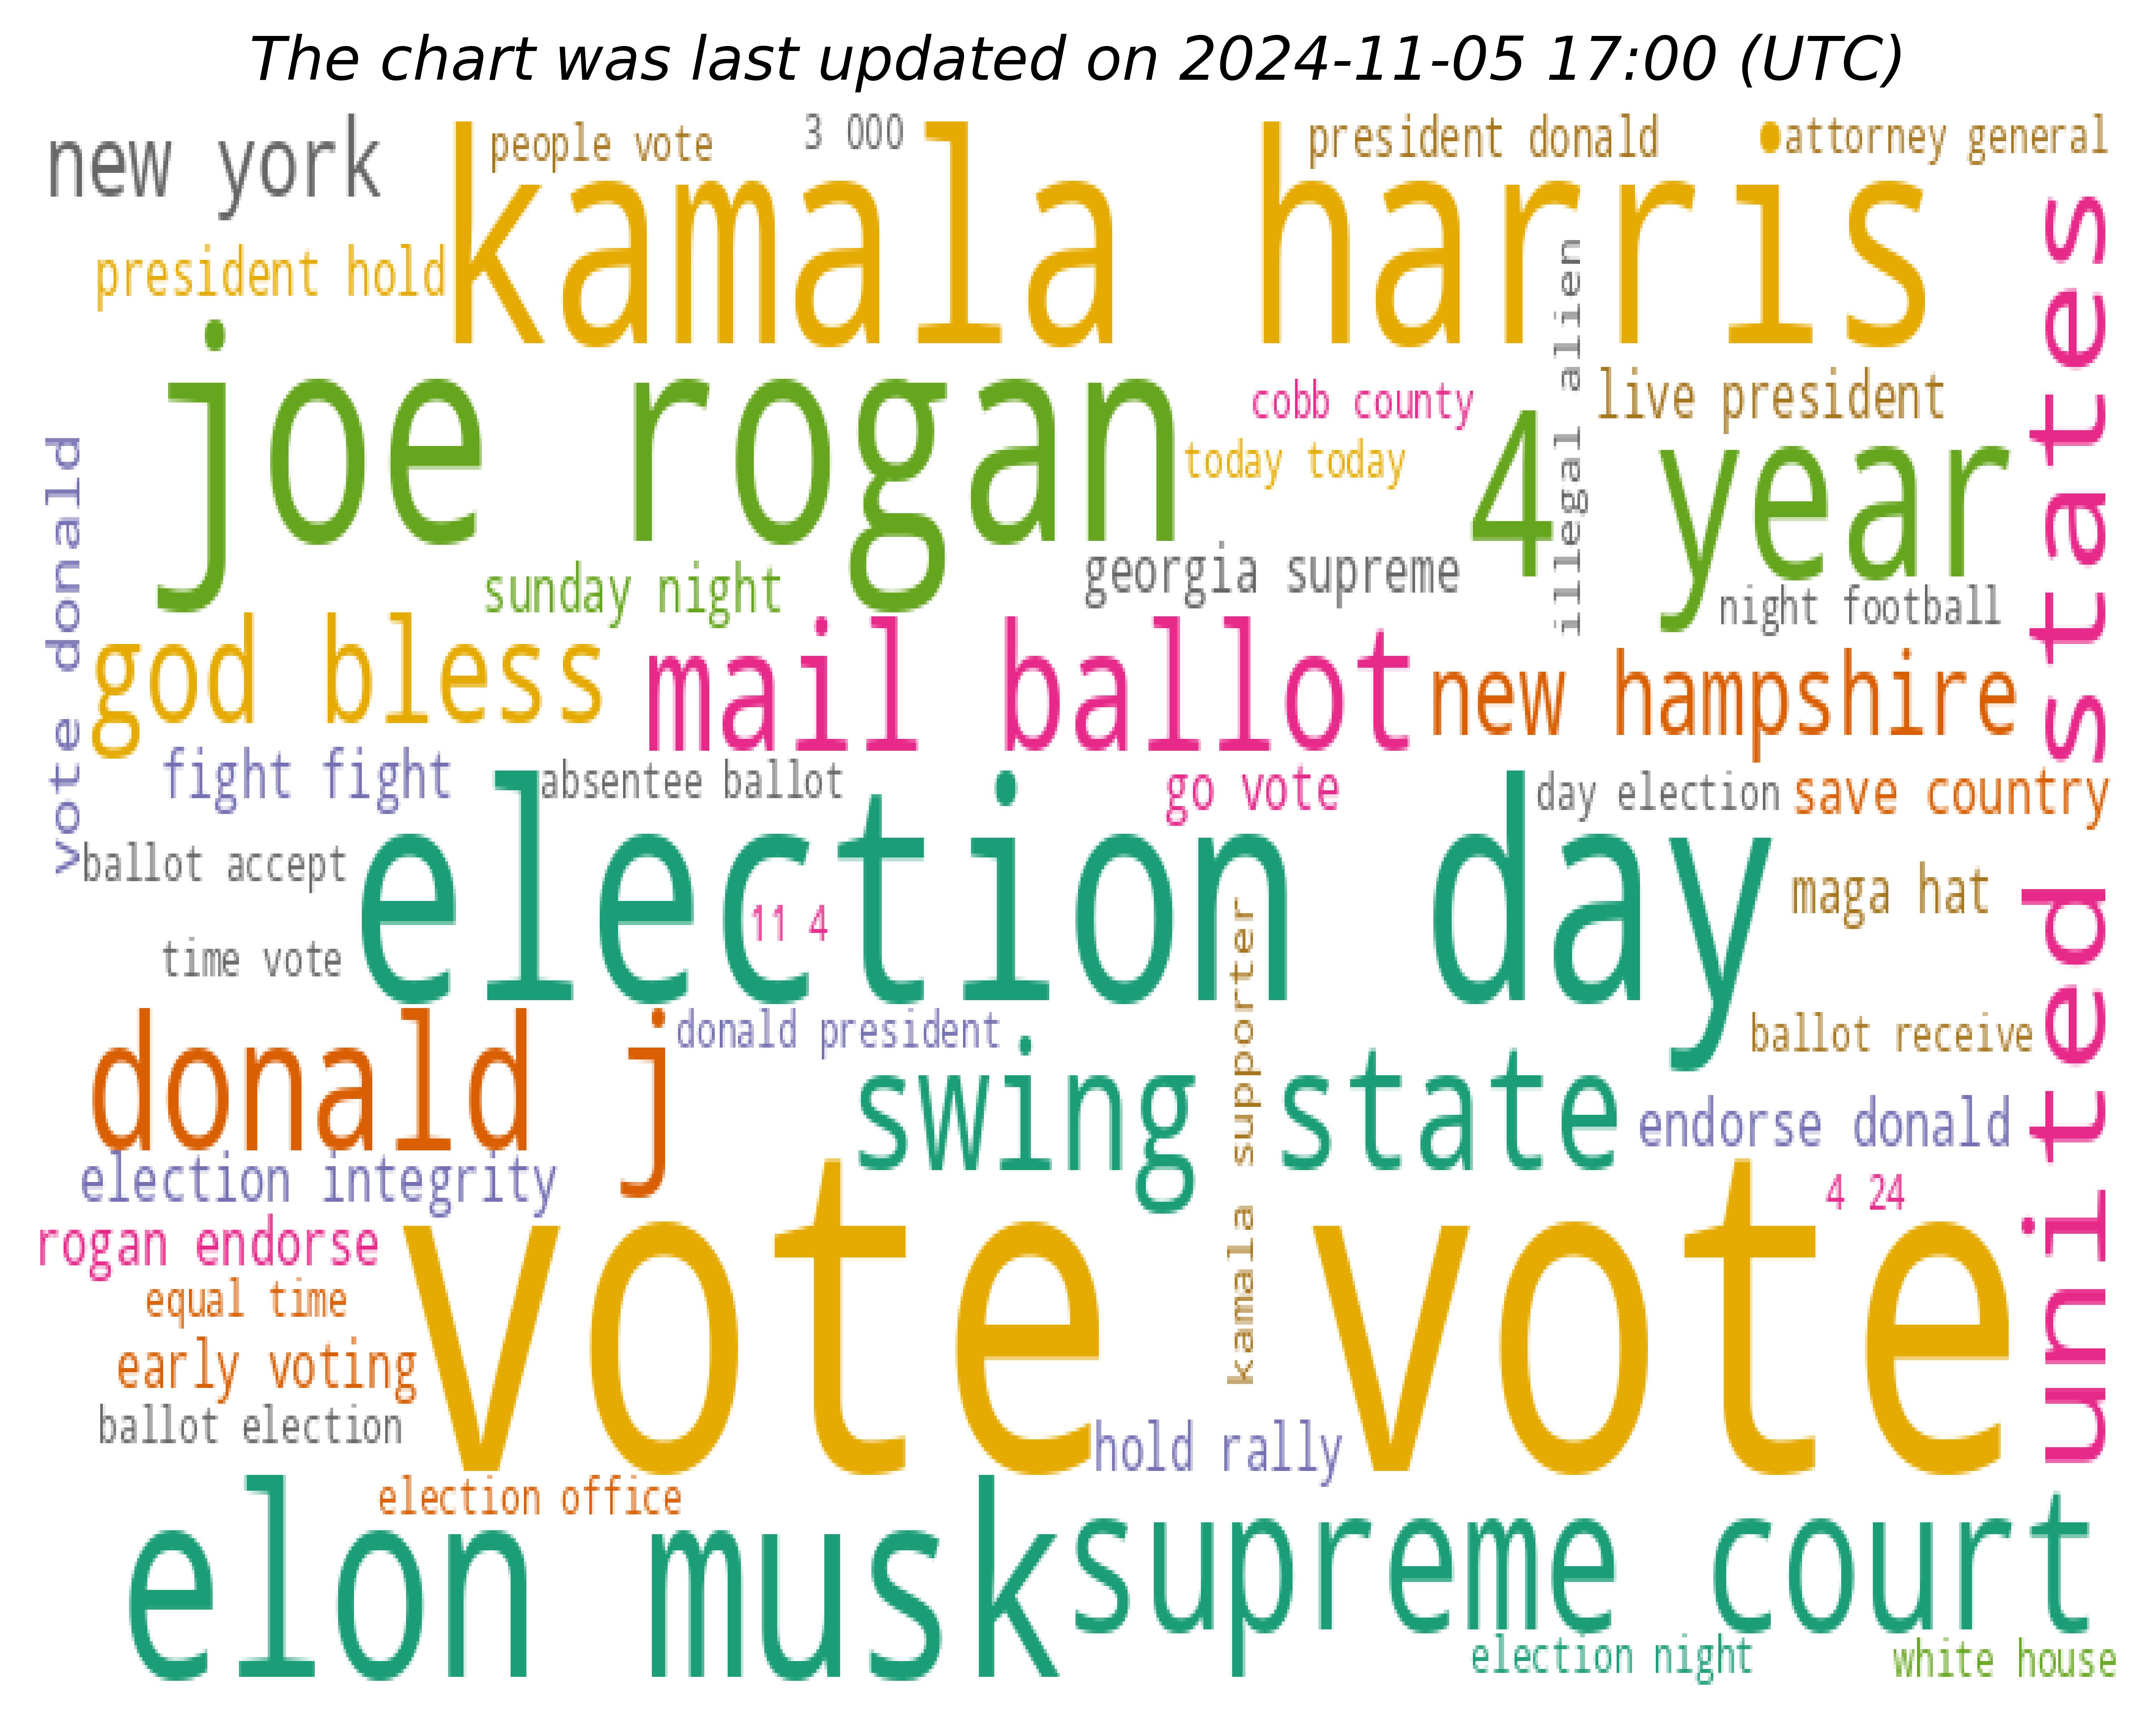 The chart was last updated on 2024-11-05 17:00 (UTC)
new york
people vote
3 000
president donald
attorney general
kamala harris
president hold
illegal alien
united states
joe rogan
cobb county
live president
today today
4 year
vote donald
sunday night
georgia supreme
night football
god bless
mail ballot
new hampshire
fight fight
absentee ballot
go vote
day election
save country
ballot accept
election day
11 4
maga hat
time vote
kamala supporter
donald j
donald president
ballot receive
swing state
endorse donald
election integrity
4 24
rogan endorse
vote vote
equal time
early voting
ballot election
hold rally
election office
elon musk
supreme court
election night
white house